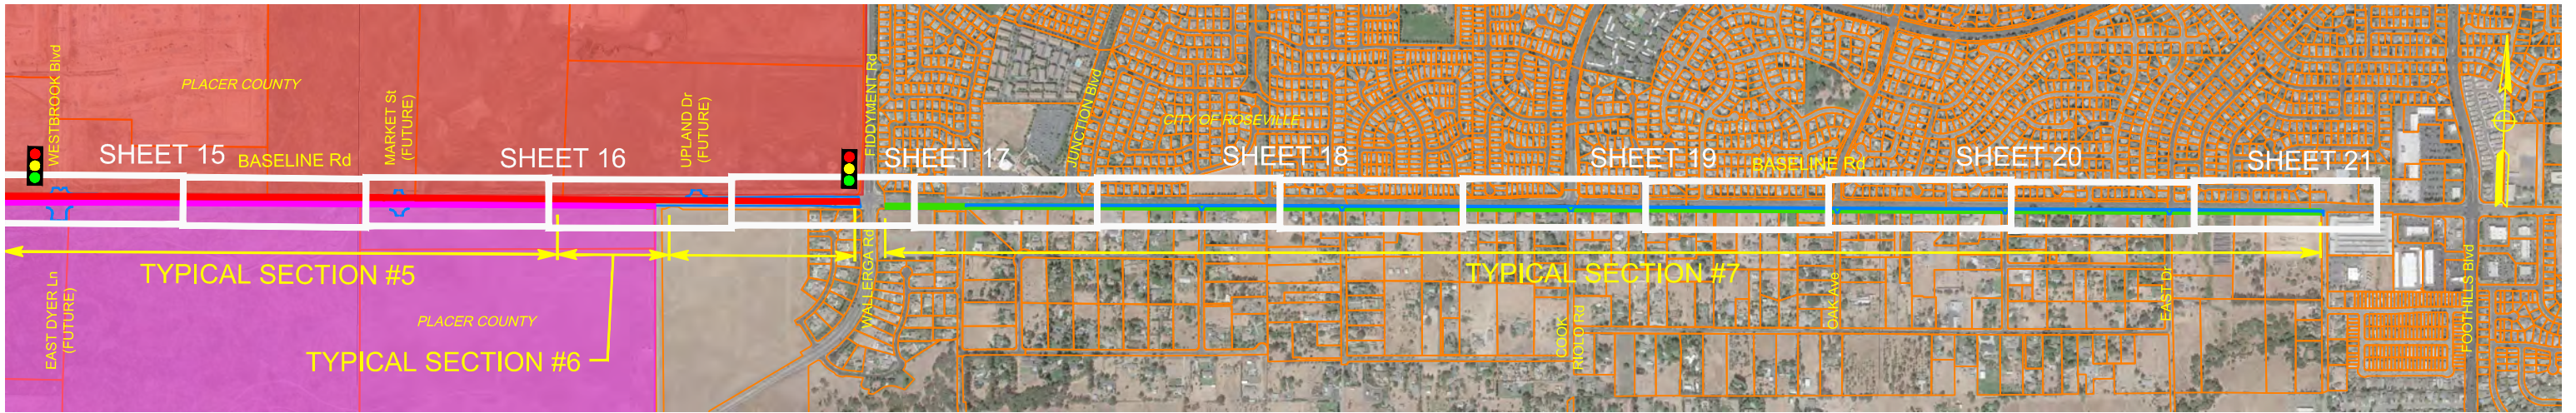 WESTBROOK Blvd
PLACER COUNTY
MARKET St
(FUTURE)
UPLAND Dr
(FUTURE)
FIDDYMENT Rd
JUNCTION Blvd
CITY OF ROSEVILLE
SHEET 15
BASELINE Rd
SHEET 16
SHEET 17
SHEET 18
SHEET 19
BASELINE Rd
SHEET 20
SHEET 21
TYPICAL SECTION #5
TYPICAL SECTION #7
EAST DYER Ln
(FUTURE)
PLACER COUNTY
TYPICAL SECTION #6
WALLERGA Rd
COOK
RIOLO Rd
OAK Ave
EAST Dr
FOOTHILLS Blvd